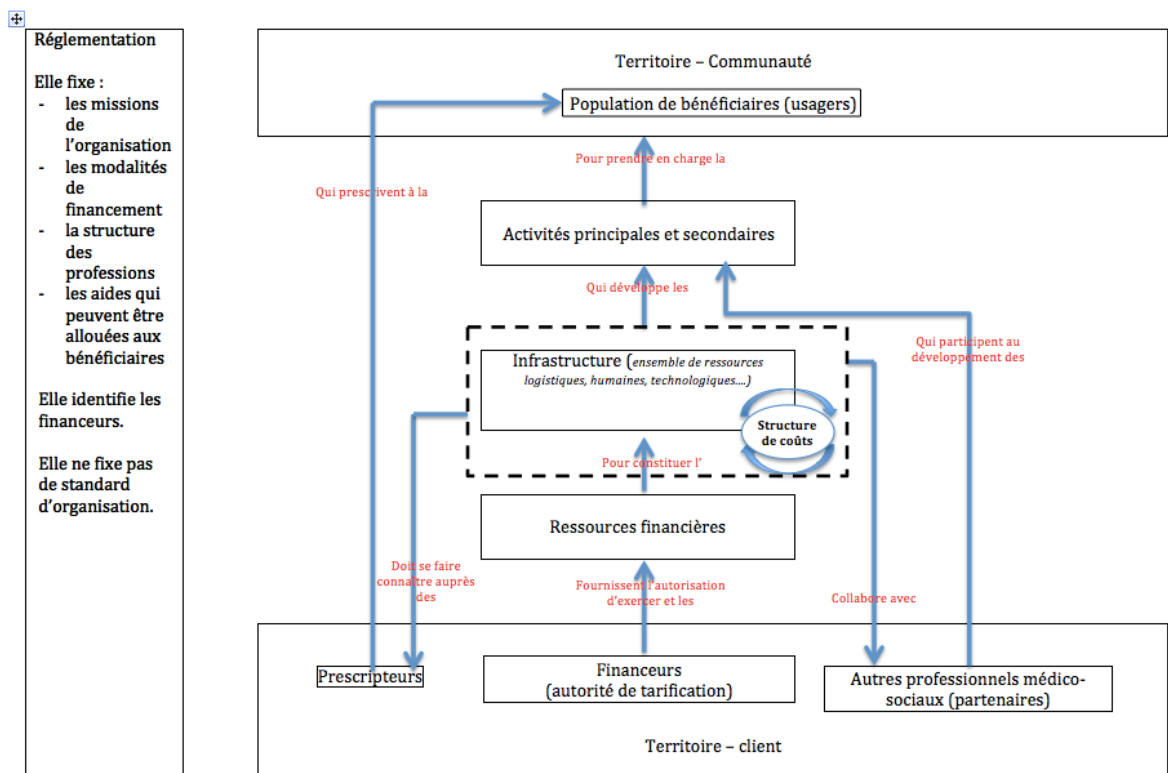 Réglementation
Elle fixe :
- les missions
de
l'organisation
- les modalités
de
financement
- la structure
des
professions
- les aides qui
peuvent être
allouées aux
bénéficiaires
Elle identifie les
financeurs.
Elle ne fixe pas
de standard
d'organisation.
Territoire – Communauté
Population de bénéficiaires (usagers)
Pour prendre en charge la
Qui prescrivent à la
Activités principales et secondaires
Qui développe les
Qui participent au
développement des
Infrastructure (ensemble de ressources
logistiques, humaines, technologiques....)
Structure
de coûts
Pour constituer l'
Ressources financières
Doit se faire
connaître auprès
des
Fournissent l'autorisation
d'exercer et les
Collabore avec
Prescripteurs
Financeurs
(autorité de tarification)
Autres professionnels médico-
sociaux (partenaires)
Territoire – client